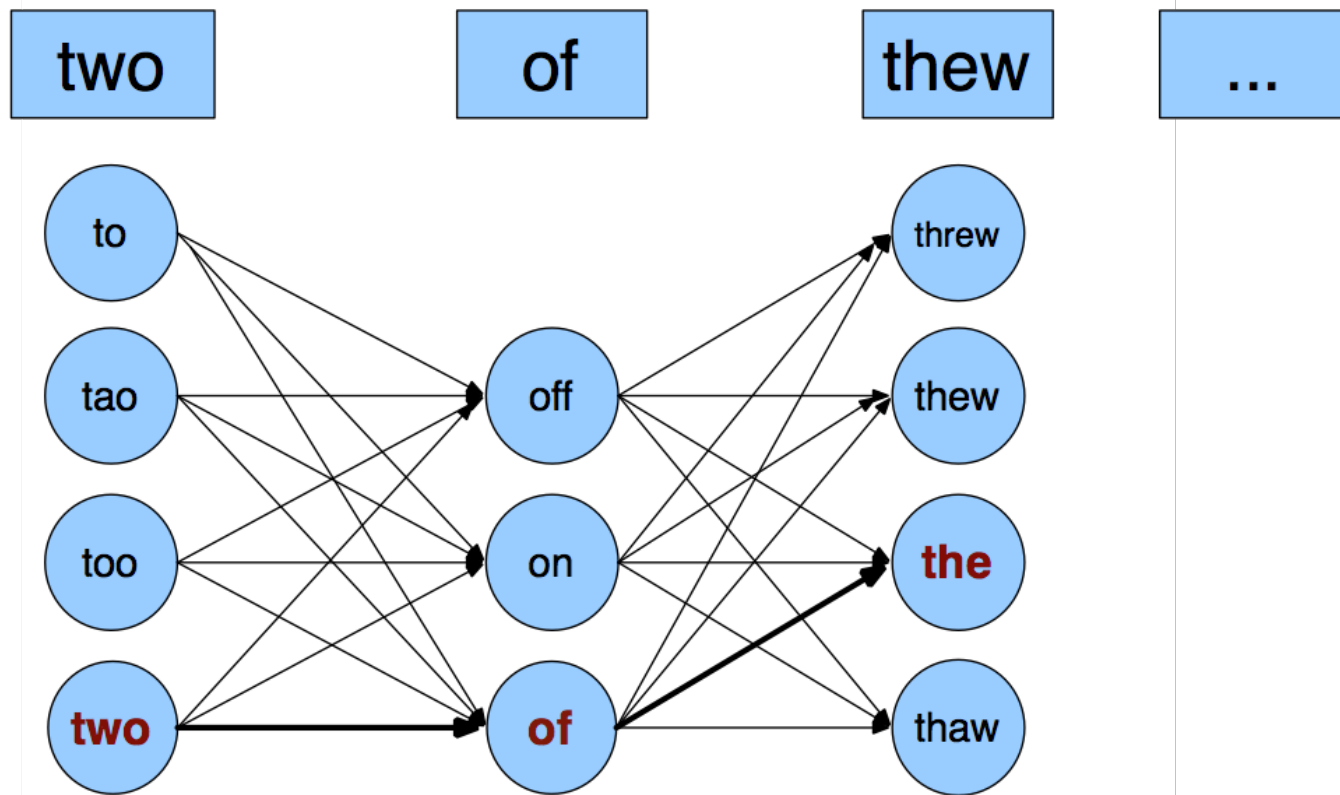 two of thew ...
to threw
tao off thew
too on the
two of thaw